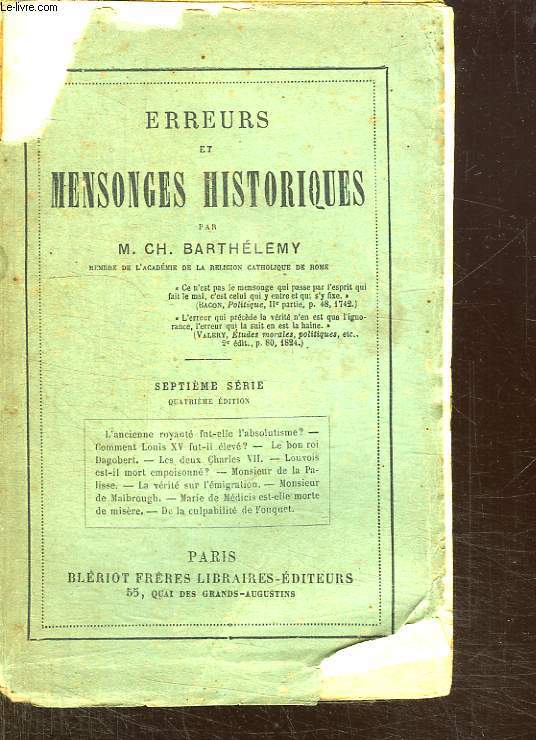 Le-livre.com
ERREURS
ET
MENSONGES HISTORIQUES
PAR
M. CH. BARTHÉLEMY
MEMBRE DE L'ACADÉMIE DE LA RELIGION CATHOLIQUE DE ROME
« Ce n'est pas le mensonge qui passe par l'esprit qui
fait le mal, c'est celui qui y entre et qui s'y fixe. »
(BACON, Politique, IIe partie, p. 48, 1742.)
« L'erreur qui précède la vérité n'en est que l'igno-
rance, l'erreur qui la suit en est la haine. »
(VALERY, Études morales, politiques, etc..
2e édit., p. 80, 1824.)
SEPTIÈME SÉRIE
QUATRIÈME ÉDITION
L'ancienne royauté fut-elle l'absolutisme? —
Comment Louis XV fut-il élevé? — Le bon roi
Dagobert. — Les deux Charles VII. — Louvois
est-il mort empoisonné? — Monsieur de la Pa-
lisse. — La vérité sur l'émigration. — Monsieur
de Malbrough. — Marie de Médicis est-elle morte
de misère. — De la culpabilité de Fouquet.
PARIS
BLÉRIOT FRÈRES LIBRAIRES-ÉDITEURS
55, QUAI DES GRANDS-AUGUSTINS